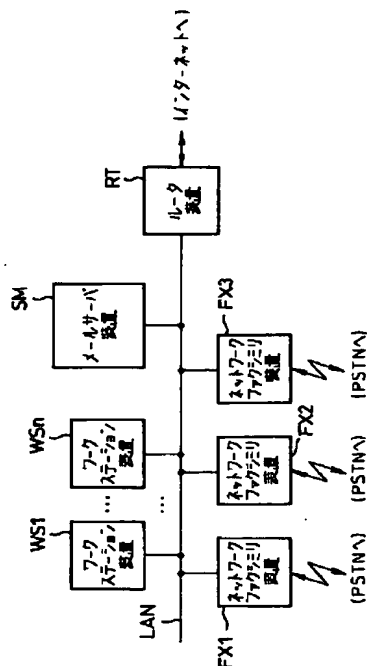 WS1
ワーク
ステーション
装置
...
WSn
ワーク
ステーション
装置
...
SM
メールサーバ
装置
RT
ルータ
装置
(インターネットへ)
LAN
FX1
ネットワーク
ファクシミリ
装置
(PSTNへ)
FX2
ネットワーク
ファクシミリ
装置
(PSTNへ)
FX3
ネットワーク
ファクシミリ
装置
(PSTNへ)